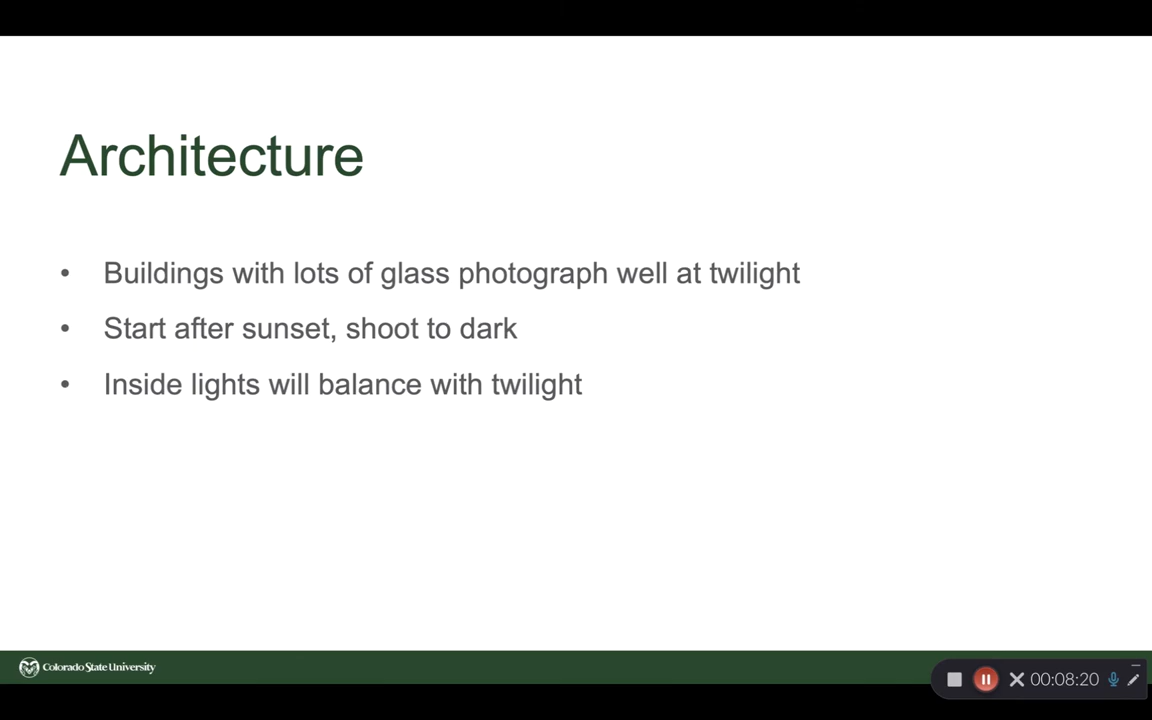 Architecture
• Buildings with lots of glass photograph well at twilight
• Start after sunset, shoot to dark
• Inside lights will balance with twilight
Colorado State University
00:08:20